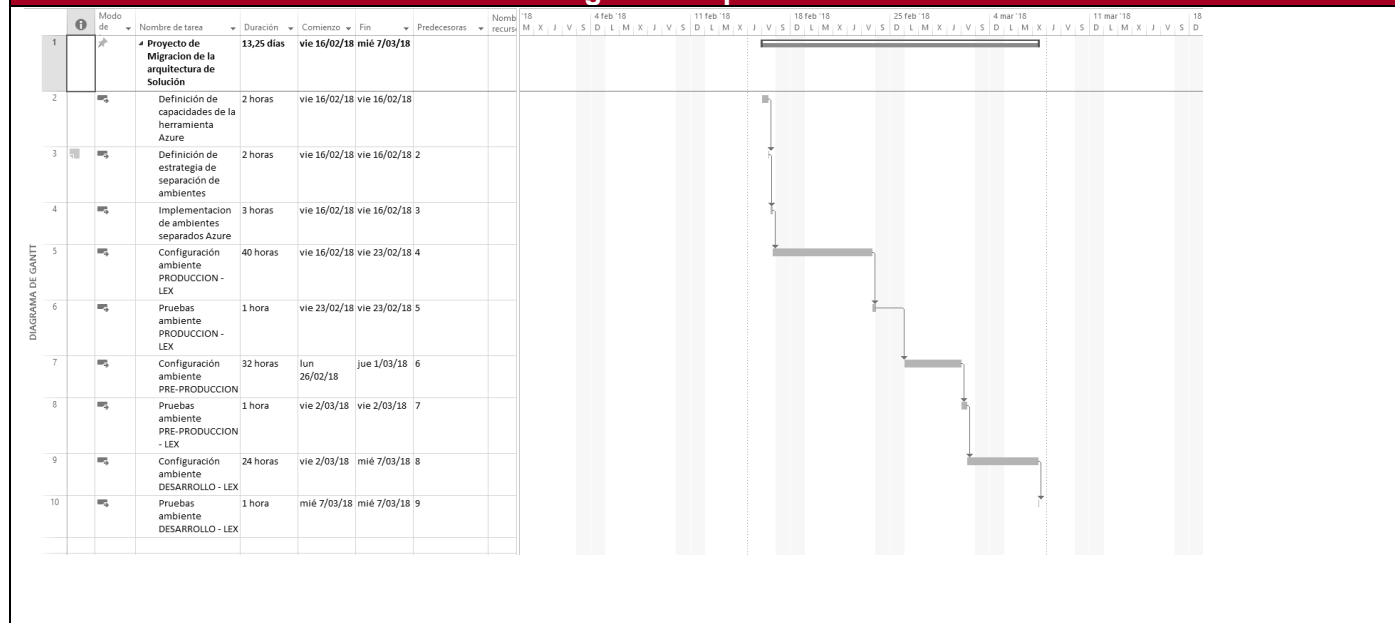 Modo de
Nombre de tarea
Duración
Comienzo
Fin
Predecesoras
Nomb
recurs
'18
4 feb '18
11 feb '18
18 feb '18
25 feb '18
4 mar '18
11 mar '18
18
M X J V S D L M X J V S D L M X J V S D L M X J V S D L M X J V S D L M X J V S D L M X J V S D
1 Proyecto de 13,25 días vie 16/02/18 mié 7/03/18
Migracion de la
arquitectura de
Solución
2 Definición de 2 horas vie 16/02/18 vie 16/02/18
capacidades de la
herramienta
Azure
3 Definición de 2 horas vie 16/02/18 vie 16/02/18 2
estrategia de
separación de
ambientes
4 Implementacion 3 horas vie 16/02/18 vie 16/02/18 3
de ambientes
separados Azure
5 Configuración 40 horas vie 16/02/18 vie 23/02/18 4
ambiente
PRODUCCION -
LEX
6 Pruebas 1 hora vie 23/02/18 vie 23/02/18 5
ambiente
PRODUCCION -
LEX
7 Configuración 32 horas lun jue 1/03/18 6
ambiente 26/02/18
PRE-PRODUCCION
8 Pruebas 1 hora vie 2/03/18 vie 2/03/18 7
ambiente
PRE-PRODUCCION
- LEX
9 Configuración 24 horas vie 2/03/18 mié 7/03/18 8
ambiente
DESARROLLO - LEX
10 Pruebas 1 hora mié 7/03/18 mié 7/03/18 9
ambiente
DESARROLLO - LEX
DIAGRAMA DE GANTT